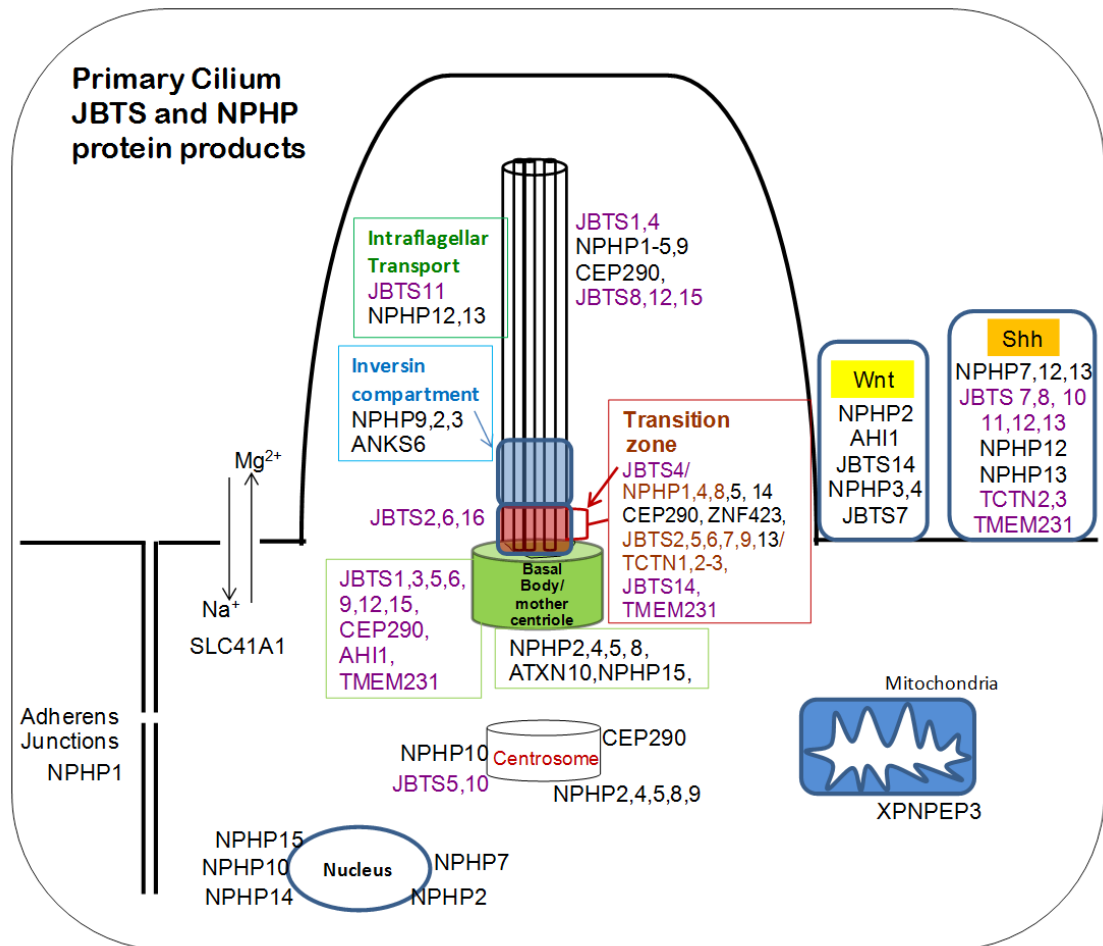 Primary Cilium
JBTS and NPHP
protein products
Intraflagellar
Transport
JBTS11
NPHP12,13
JBTS1,4
NPHP1-5,9
CEP290,
JBTS8,12,15
Inversin
compartment
NPHP9,2,3
ANKS6
Transition
zone
JBTS4/
NPHP1,4,8,5, 14
CEP290, ZNF423,
JBTS2,5,6,7,9,13/
TCTN1,2-3,
JBTS14,
TMEM231
Wnt
NPHP2
AHI1
JBTS14
NPHP3,4
JBTS7
Shh
NPHP7,12,13
JBTS 7,8, 10
11,12,13
NPHP12
NPHP13
TCTN2,3
TMEM231
Mg2+
Na+
SLC41A1
JBTS2,6,16
Basal
Body/
mother
centriole
JBTS1,3,5,6,
9,12,15,
CEP290,
AHI1,
TMEM231
NPHP2,4,5, 8,
ATXN10,NPHP15,
Adherens
Junctions
NPHP1
NPHP10
JBTS5,10
Centrosome
CEP290
NPHP2,4,5,8,9
Mitochondria
XPNPEP3
NPHP15
NPHP10
NPHP14
Nucleus
NPHP7
NPHP2